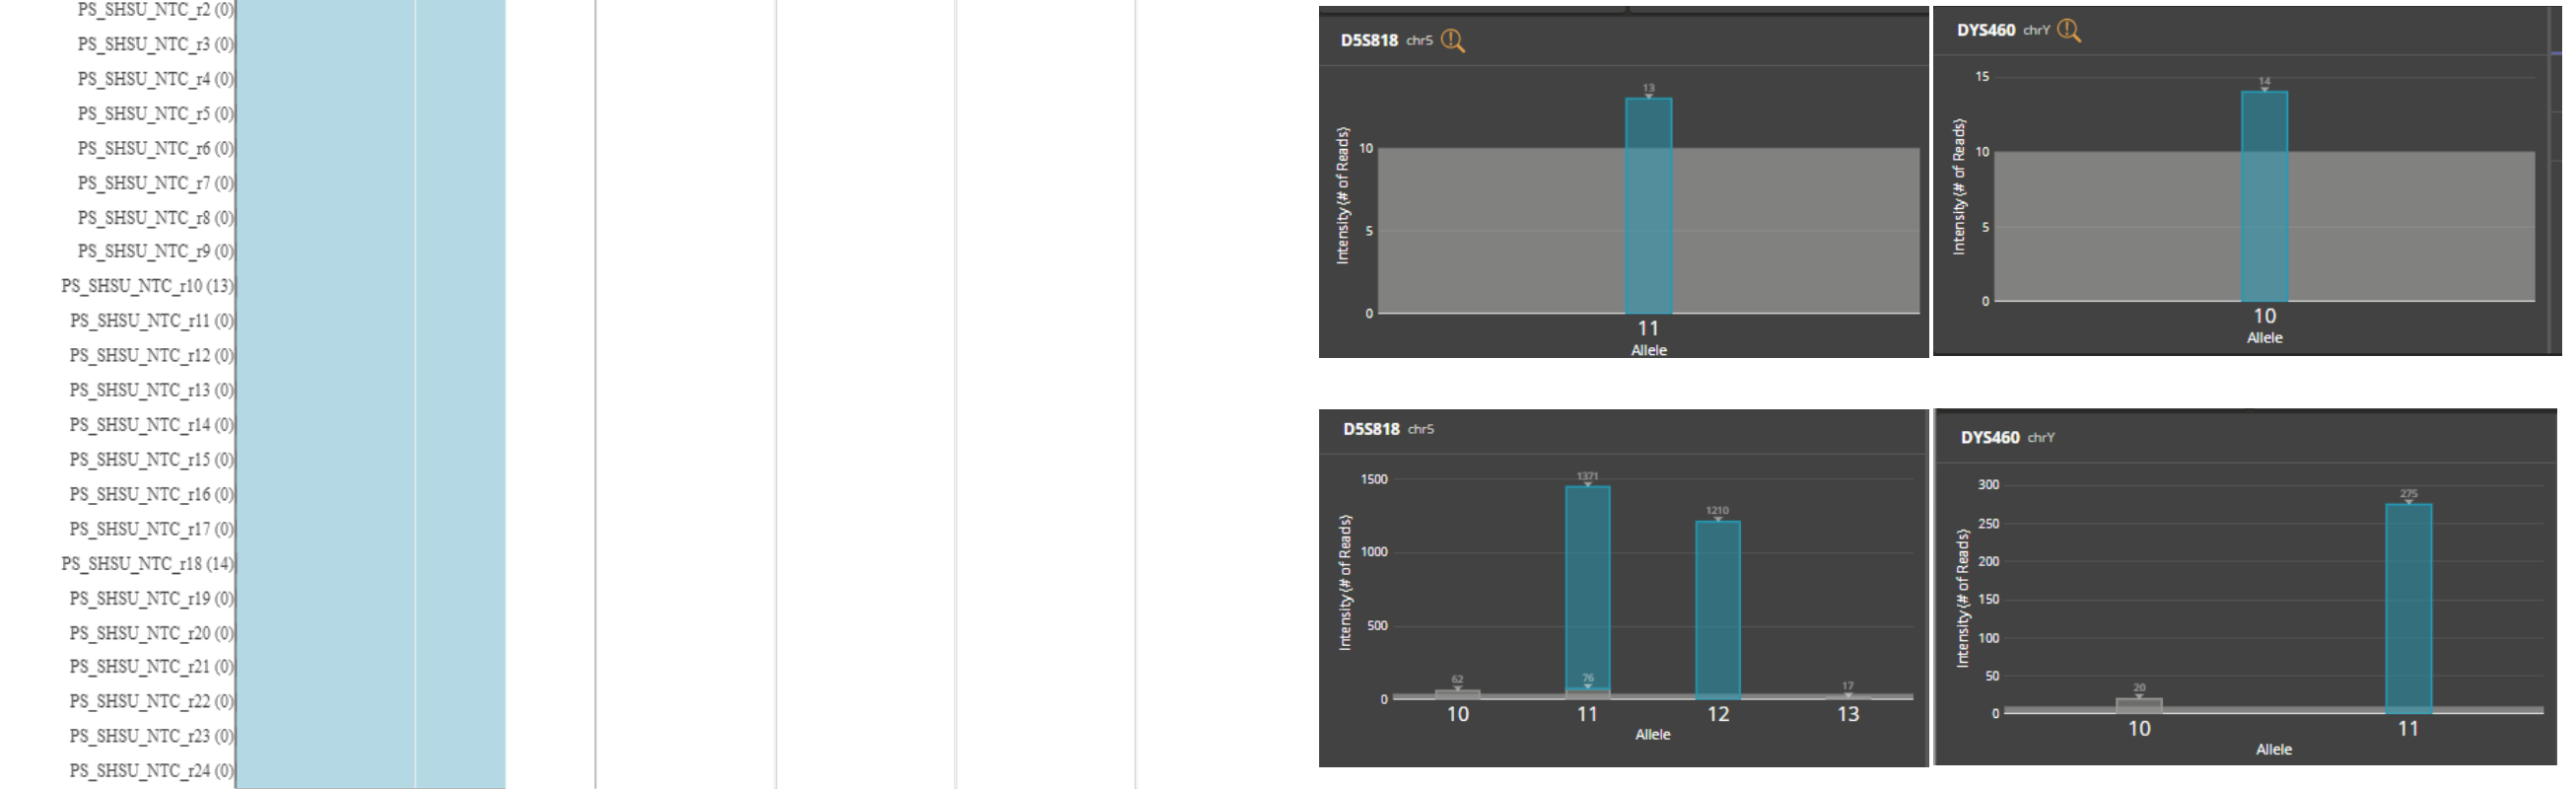 PS_SHSU_NTC_r2 (0)
PS_SHSU_NTC_r3 (0)
PS_SHSU_NTC_r4 (0)
PS_SHSU_NTC_r5 (0)
PS_SHSU_NTC_r6 (0)
PS_SHSU_NTC_r7 (0)
PS_SHSU_NTC_r8 (0)
PS_SHSU_NTC_r9 (0)
PS_SHSU_NTC_r10 (13)
PS_SHSU_NTC_r11 (0)
PS_SHSU_NTC_r12 (0)
PS_SHSU_NTC_r13 (0)
PS_SHSU_NTC_r14 (0)
PS_SHSU_NTC_r15 (0)
PS_SHSU_NTC_r16 (0)
PS_SHSU_NTC_r17 (0)
PS_SHSU_NTC_r18 (14)
PS_SHSU_NTC_r19 (0)
PS_SHSU_NTC_r20 (0)
PS_SHSU_NTC_r21 (0)
PS_SHSU_NTC_r22 (0)
PS_SHSU_NTC_r23 (0)
PS_SHSU_NTC_r24 (0)
D5S818 chr5
13
10
5
0
Intensity (# of Reads)
11
Allele
DYS460 chrY
15
14
10
5
0
Intensity (# of Reads)
10
Allele
D5S818 chr5
1500
1371
1210
1000
500
62
76
17
0
Intensity (# of Reads)
10 11 12 13
Allele
DYS460 chrY
300
275
250
200
150
100
50
20
0
Intensity (# of Reads)
10 11
Allele